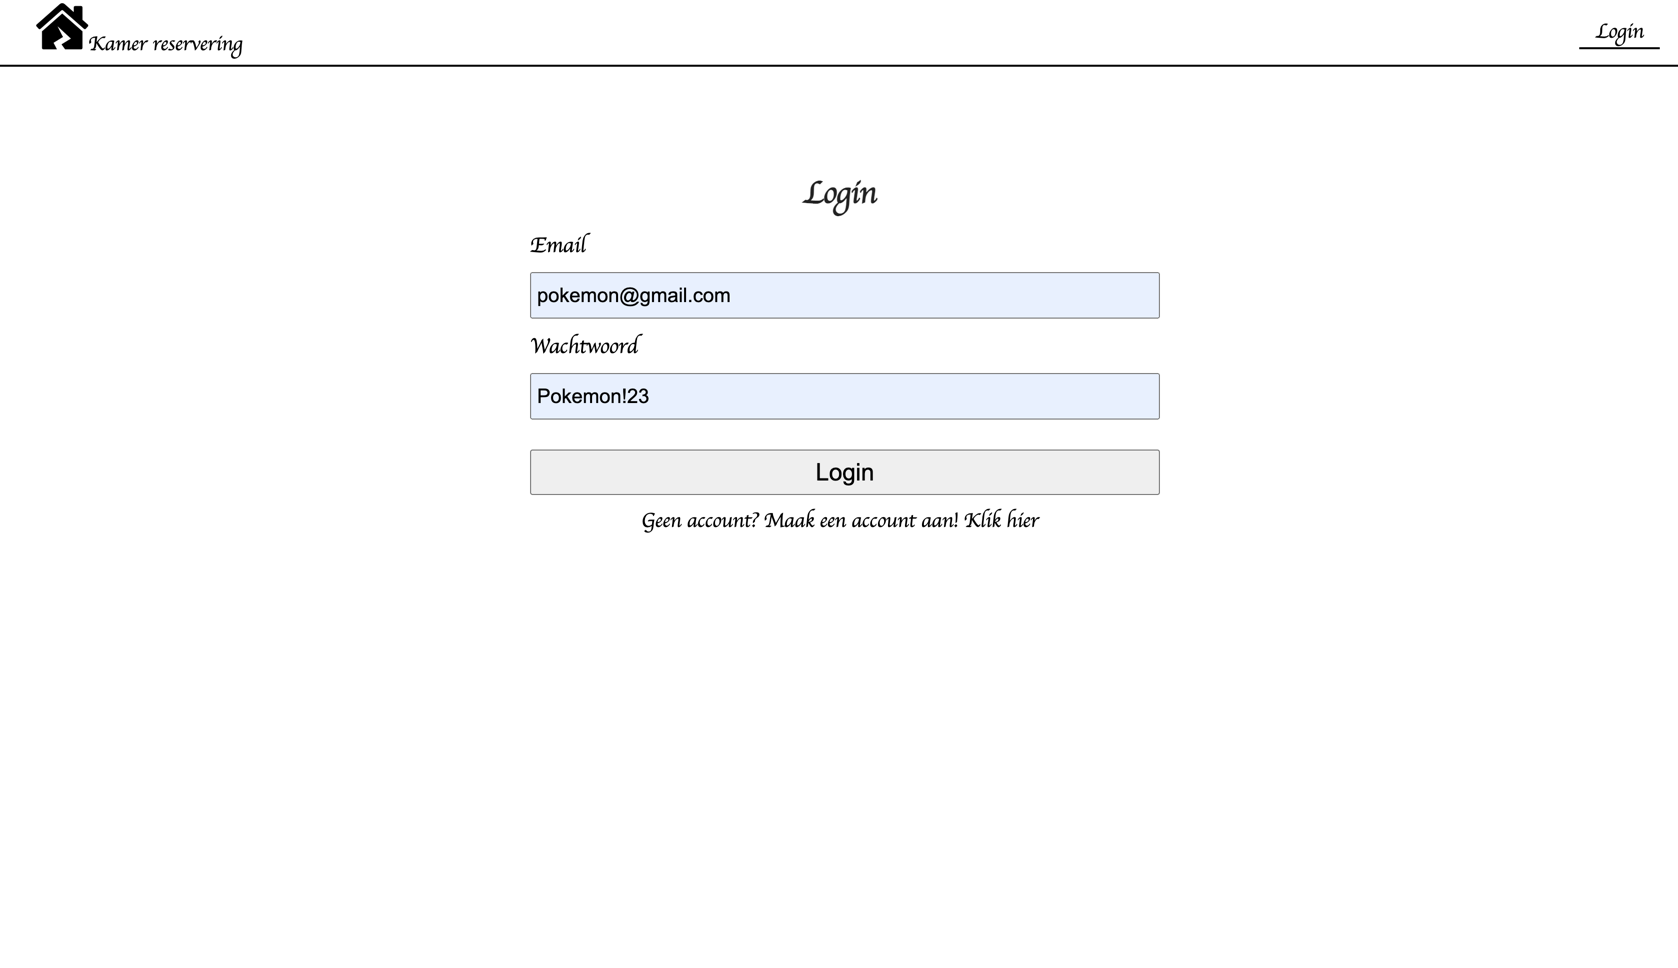 Kamer reservering
Login
Login
Email
pokemon@gmail.com
Wachtwoord
Pokemon!23
Login
Geen account? Maak een account aan! Klik hier